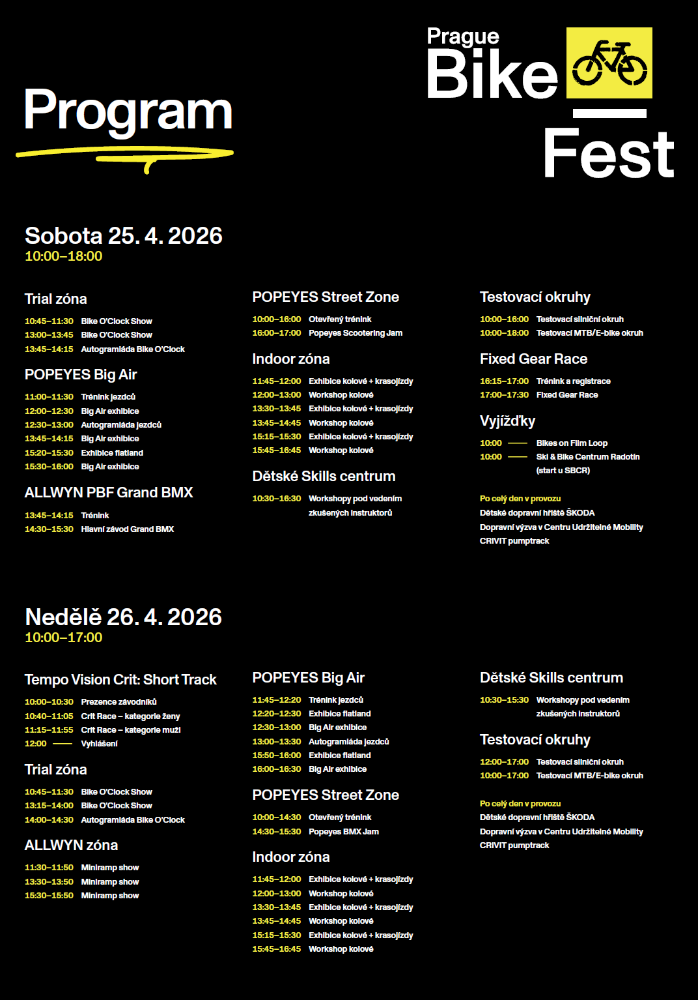 Prague
Bike
Fest
Program
Sobota 25. 4. 2026
10:00–18:00
Trial zóna
10:45–11:30 Bike O'Clock Show
13:00–13:45 Bike O'Clock Show
13:45–14:15 Autogramiáda Bike O'Clock
POPEYES Big Air
11:00–11:30 Trénink jezdců
12:00–12:30 Big Air exhibice
12:30–13:00 Autogramiáda jezdců
13:45–14:15 Big Air exhibice
15:20–15:30 Exhibice flatland
15:30–16:00 Big Air exhibice
ALLWYN PBF Grand BMX
13:45–14:15 Trénink
14:30–15:30 Hlavní závod Grand BMX
POPEYES Street Zone
10:00–16:00 Otevřený trénink
16:00–17:00 Popeyes Scootering Jam
Indoor zóna
11:45–12:00 Exhibice kolové + krasojízdy
12:00–13:00 Workshop kolové
13:30–13:45 Exhibice kolové + krasojízdy
13:45–14:45 Workshop kolové
15:15–15:30 Exhibice kolové + krasojízdy
15:45–16:45 Workshop kolové
Dětské Skills centrum
10:30–16:30 Workshopy pod vedením
zkušených instruktorů
Testovací okruhy
10:00–16:00 Testovací silniční okruh
10:00–18:00 Testovací MTB/E-bike okruh
Fixed Gear Race
16:15–17:00 Trénink a registrace
17:00–17:30 Fixed Gear Race
Vyjížďky
10:00 — Bikes on Film Loop
10:00 — Ski & Bike Centrum Radotín
(start u SBCR)
Po celý den v provozu
Dětské dopravní hřiště ŠKODA
Dopravní výzva v Centru Udržitelné Mobility
CRIVIT pumptrack
Nedělě 26. 4. 2026
10:00–17:00
Tempo Vision Crit: Short Track
10:00–10:30 Prezence závodníků
10:40–11:05 Crit Race – kategorie ženy
11:15–11:55 Crit Race – kategorie muži
12:00 — Vyhlášení
Trial zóna
10:45–11:30 Bike O'Clock Show
13:15–14:00 Bike O'Clock Show
14:00–14:30 Autogramiáda Bike O'Clock
ALLWYN zóna
11:30–11:50 Miniramp show
13:30–13:50 Miniramp show
15:30–15:50 Miniramp show
POPEYES Big Air
11:45–12:20 Trénink jezdců
12:20–12:30 Exhibice flatland
12:30–13:00 Big Air exhibice
13:00–13:30 Autogramiáda jezdců
15:50–16:00 Exhibice flatland
16:00–16:30 Big Air exhibice
POPEYES Street Zone
10:00–14:30 Otevřený trénink
14:30–15:30 Popeyes BMX Jam
Indoor zóna
11:45–12:00 Exhibice kolové + krasojízdy
12:00–13:00 Workshop kolové
13:30–13:45 Exhibice kolové + krasojízdy
13:45–14:45 Workshop kolové
15:15–15:30 Exhibice kolové + krasojízdy
15:45–16:45 Workshop kolové
Dětské Skills centrum
10:30–15:30 Workshopy pod vedením
zkušených instruktorů
Testovací okruhy
12:00–17:00 Testovací silniční okruh
10:00–17:00 Testovací MTB/E-bike okruh
Po celý den v provozu
Dětské dopravní hřiště ŠKODA
Dopravní výzva v Centru Udržitelné Mobility
CRIVIT pumptrack